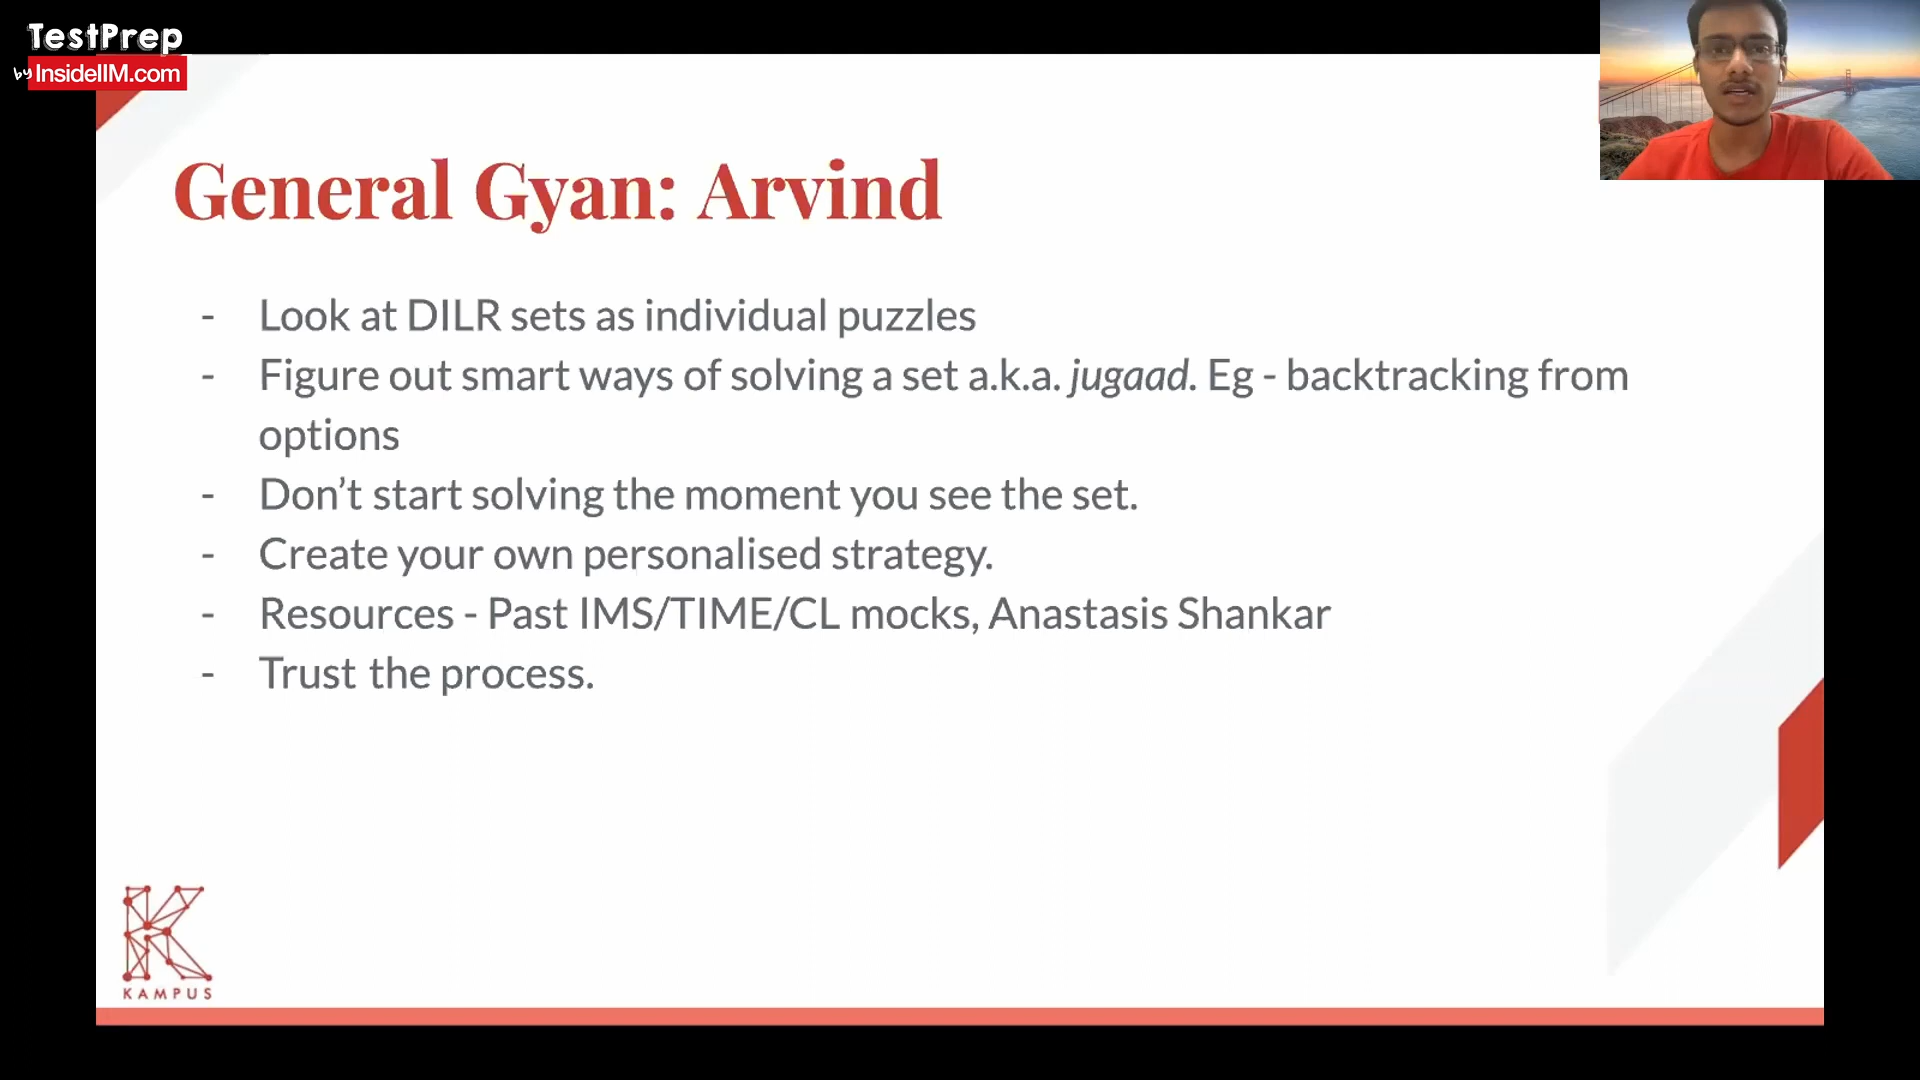 TestPrep
by InsideIIM.com
General Gyan: Arvind
- Look at DILR sets as individual puzzles
- Figure out smart ways of solving a set a.k.a. jugaad. Eg - backtracking from
options
- Don’t start solving the moment you see the set.
- Create your own personalised strategy.
- Resources - Past IMS/TIME/CL mocks, Anastasis Shankar
- Trust the process.
KAMPUS